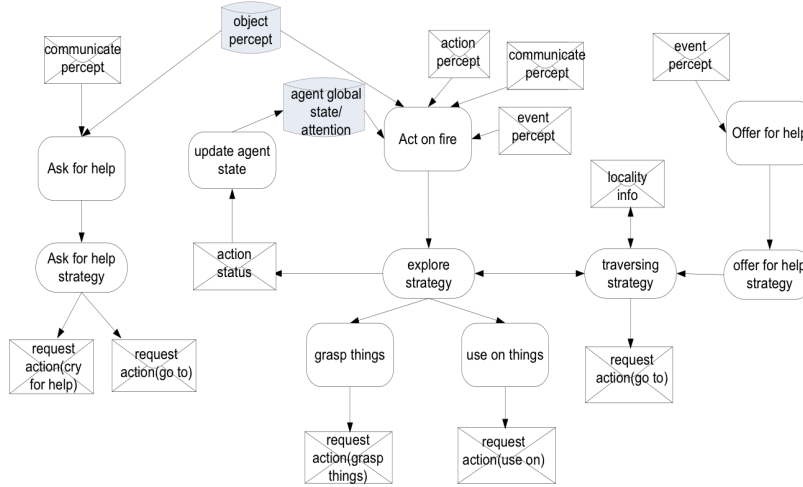 object
percept
communicate
percept
action
percept
communicate
percept
event
percept
agent global
state/
attention
event
percept
Offer for help
update agent
state
Act on fire
Ask for help
locality
info
Ask for help
strategy
action
status
explore
strategy
traversing
strategy
offer for help
strategy
request
action(cry
for help)
request
action(go to)
grasp things
use on things
request
action(go to)
request
action(grasp
things)
request
action(use on)